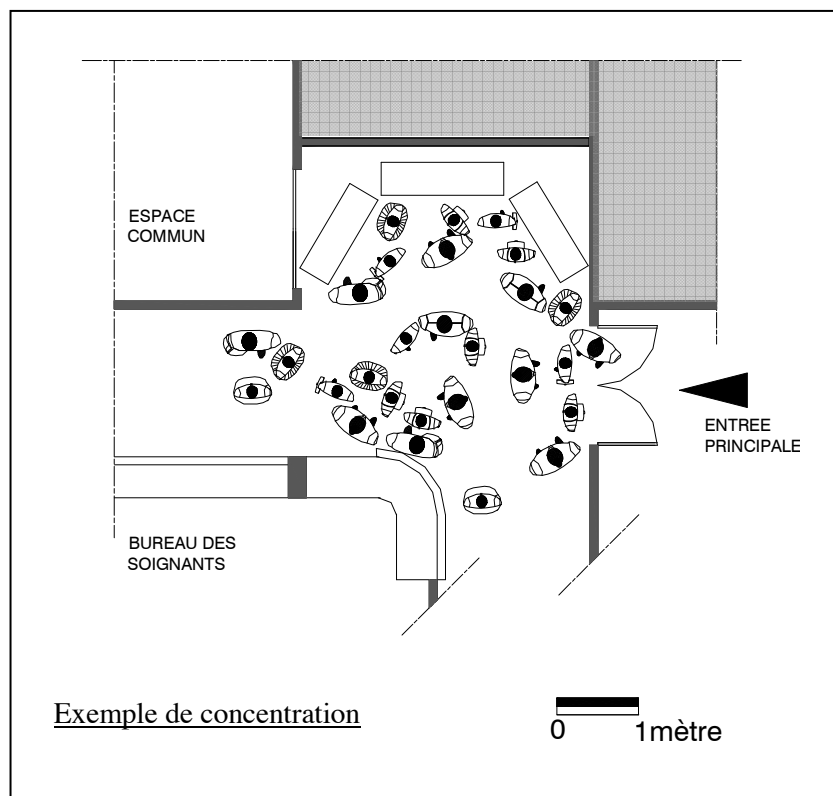 ESPACE
COMMUN
ENTREE
PRINCIPALE
BUREAU DES
SOIGNANTS
Exemple de concentration
0 1mètre